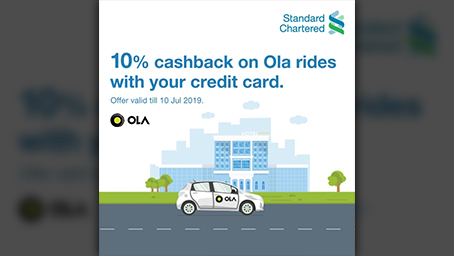 Standard
Chartered
10% cashback on Ola rides
with your credit card.
Offer valid till 10 Jul 2019.
OLA
OLA